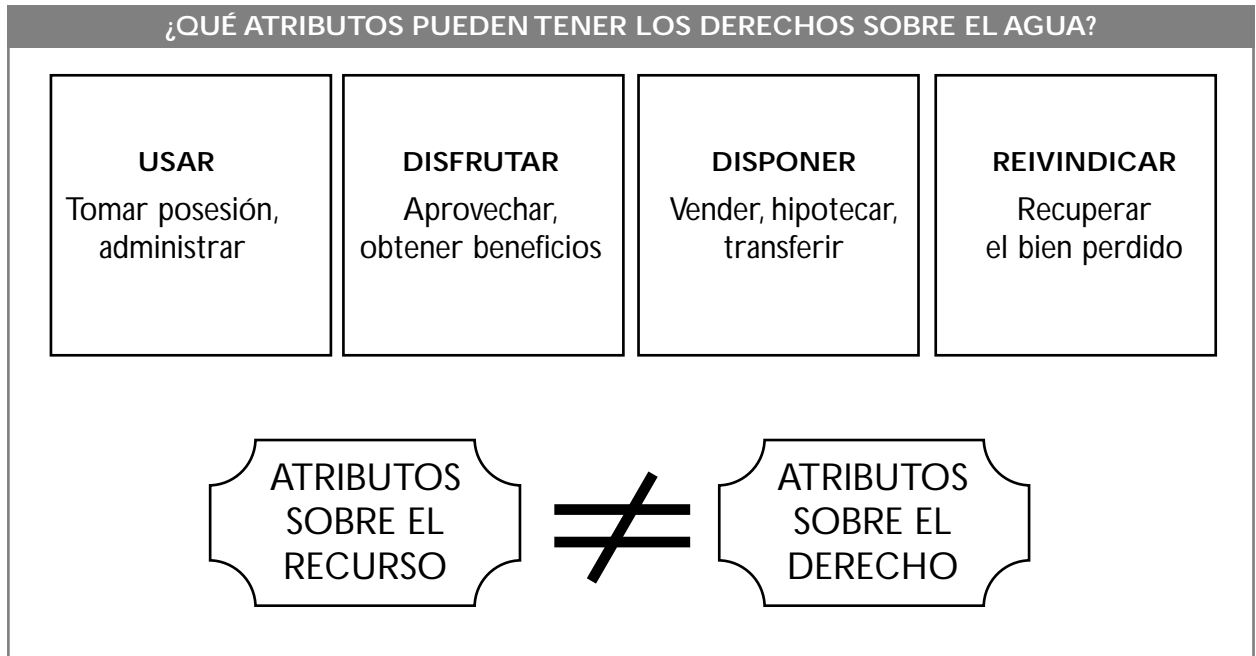 ¿QUÉ ATRIBUTOS PUEDEN TENER LOS DERECHOS SOBRE EL AGUA?
USAR
Tomar posesión,
administrar
DISFRUTAR
Aprovechar,
obtener beneficios
DISPONER
Vender, hipotecar,
transferir
REIVINDICAR
Recuperar
el bien perdido
ATRIBUTOS
SOBRE EL
RECURSO
≠
ATRIBUTOS
SOBRE EL
DERECHO